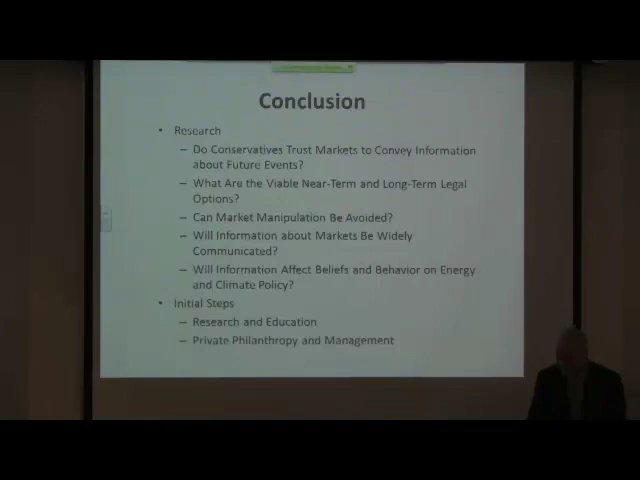 Conclusion
• Research
– Do Conservatives Trust Markets to Convey Information
about Future Events?
– What Are the Viable Near-Term and Long-Term Legal
Options?
– Can Market Manipulation Be Avoided?
– Will Information about Markets Be Widely
Communicated?
– Will Information Affect Beliefs and Behavior on Energy
and Climate Policy?
• Initial Steps
– Research and Education
– Private Philanthropy and Management